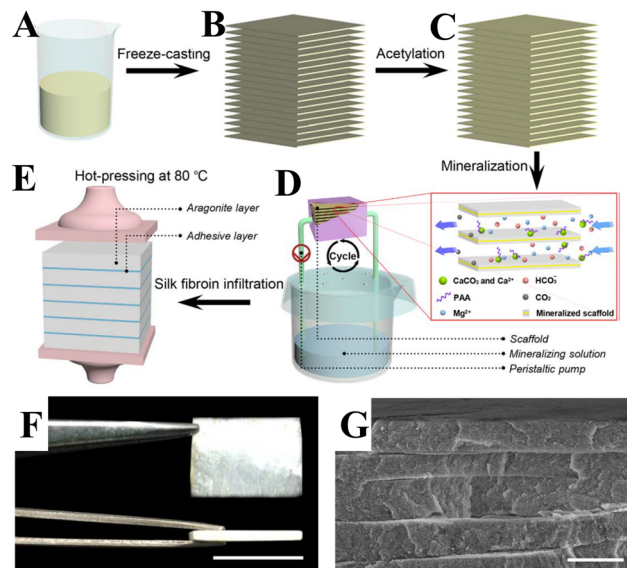 A
Freeze-casting
B
Acetylation
C
Mineralization
E
Hot-pressing at 80 °C
Aragonite layer
Adhesive layer
Silk fibroin infiltration
D
Cycle
CaCO₃ and Ca²⁺
HCO₃⁻
PAA
CO₂
Mg²⁺
Mineralized scaffold
Scaffold
Mineralizing solution
Peristaltic pump
F
G